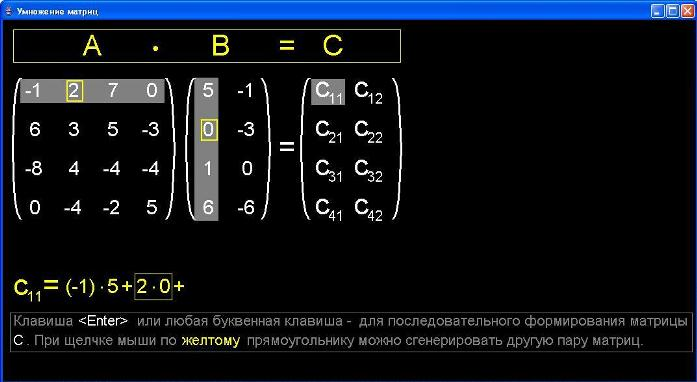 Умножение матриц
A · B = C
-1 2 7 0 5 -1 C11 C12
6 3 5 -3 0 -3 C21 C22
=
-8 4 -4 -4 1 0 C31 C32
0 -4 -2 5 6 -6 C41 C42
C11= (-1) · 5 + 2 · 0 +
Клавиша <Enter> или любая буквенная клавиша - для последовательного формирования матрицы
C . При щелчке мыши по желтому прямоугольнику можно сгенерировать другую пару матриц.